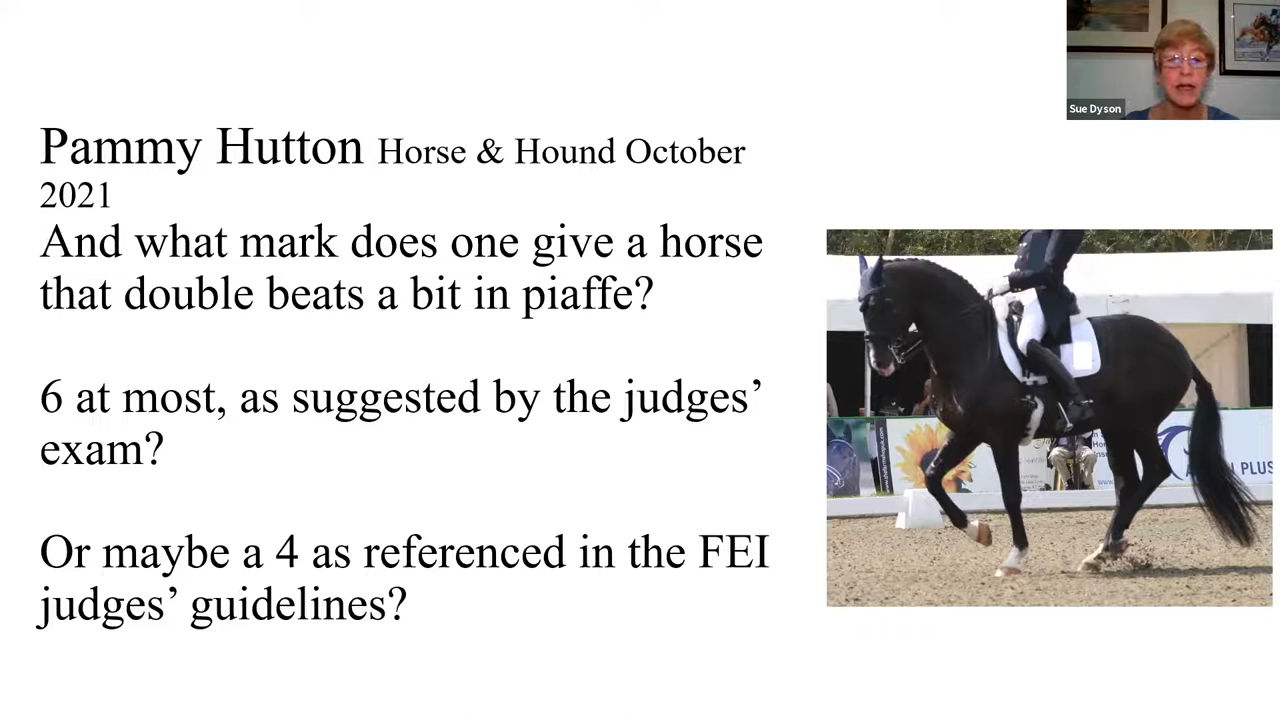 Sue Dyson
Pammy Hutton Horse & Hound October
2021
And what mark does one give a horse
that double beats a bit in piaffe?
6 at most, as suggested by the judges’
exam?
Or maybe a 4 as referenced in the FEI
judges’ guidelines?
PLUS